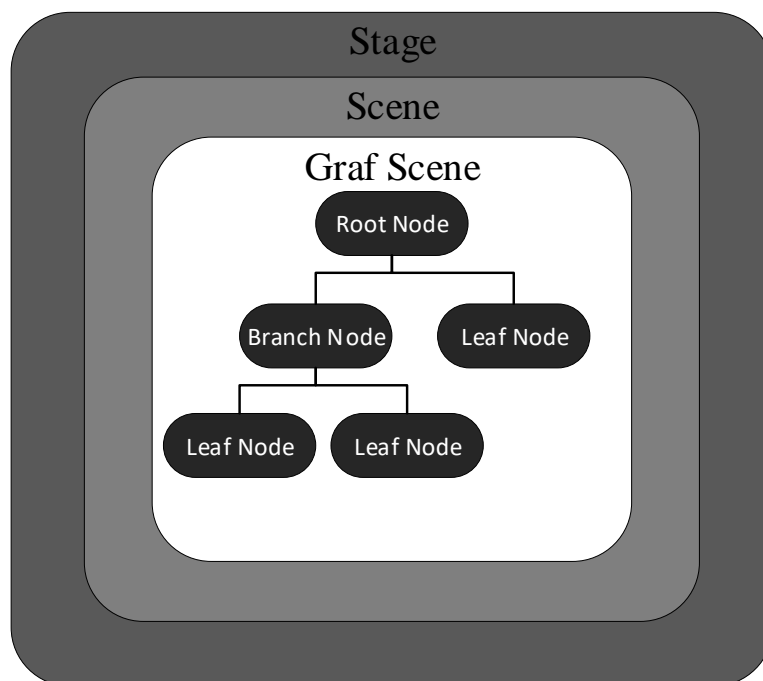 Stage
Scene
Graf Scene
Root Node
Branch Node
Leaf Node
Leaf Node
Leaf Node